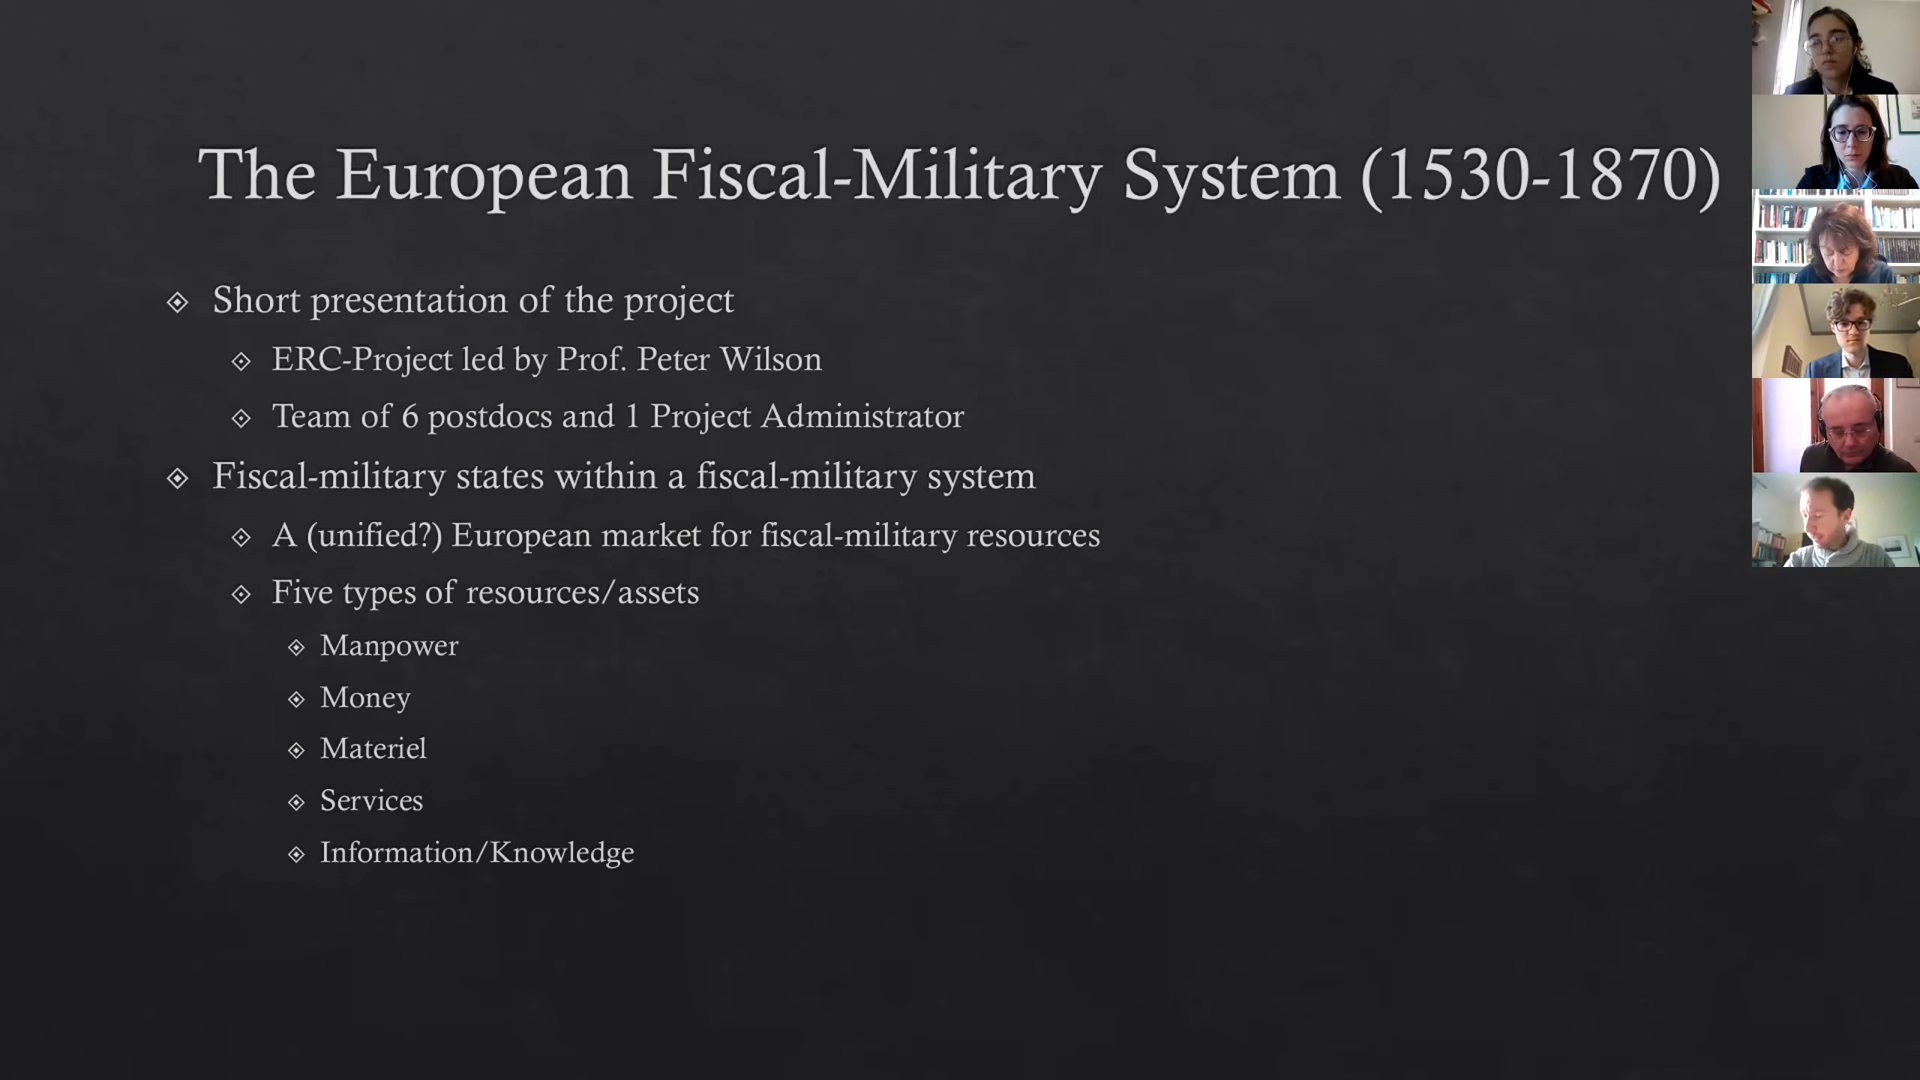 The European Fiscal-Military System (1530-1870)
Short presentation of the project
ERC-Project led by Prof. Peter Wilson
Team of 6 postdocs and 1 Project Administrator
Fiscal-military states within a fiscal-military system
A (unified?) European market for fiscal-military resources
Five types of resources/assets
Manpower
Money
Materiel
Services
Information/Knowledge